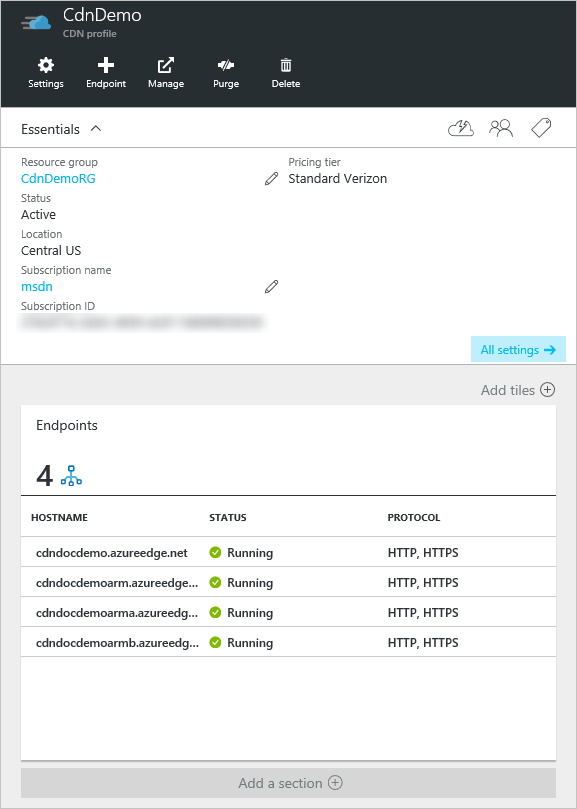 CdnDemo
CDN profile
Settings
Endpoint
Manage
Purge
Delete
Essentials
Resource group
CdnDemoRG
Pricing tier
Standard Verizon
Status
Active
Location
Central US
Subscription name
msdn
Subscription ID
All settings
Add tiles
Endpoints
4
HOSTNAME STATUS PROTOCOL
cdndocdemo.azureedge.net Running HTTP, HTTPS
cdndocdemoarm.azureedge... Running HTTP, HTTPS
cdndocdemoarma.azureedg... Running HTTP, HTTPS
cdndocdemoarmb.azureedg... Running HTTP, HTTPS
Add a section